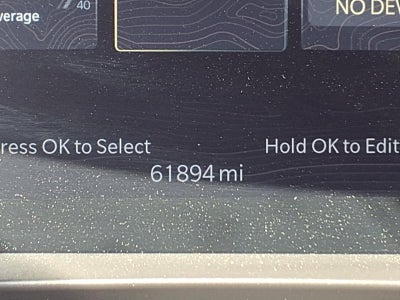 verage
40
NO DEV
ress OK to Select
Hold OK to Edit
61894 mi